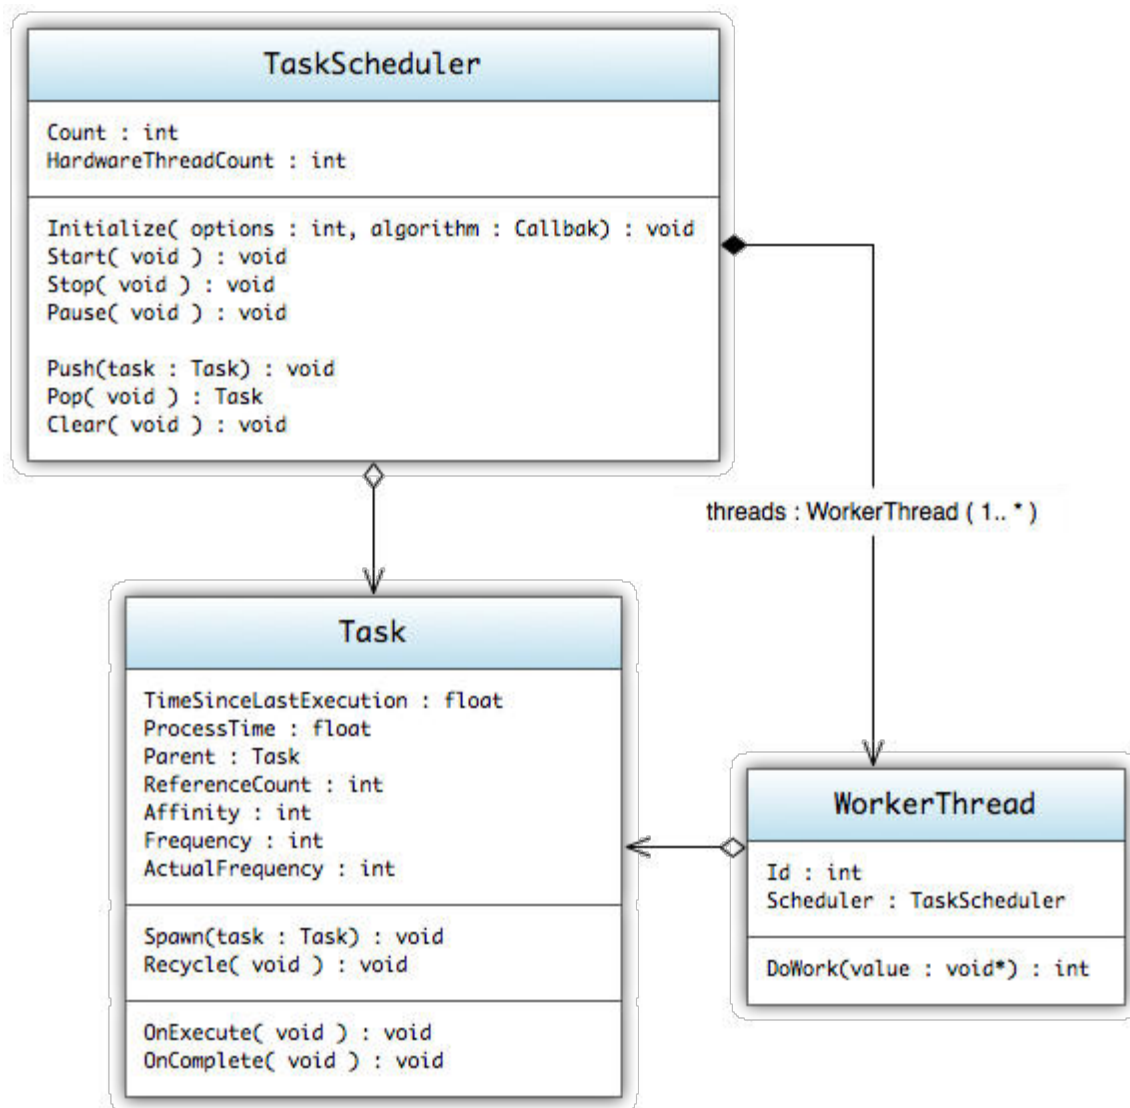 TaskScheduler
Count : int
HardwareThreadCount : int
Initialize( options : int, algorithm : Callbak) : void
Start( void ) : void
Stop( void ) : void
Pause( void ) : void
Push(task : Task) : void
Pop( void ) : Task
Clear( void ) : void
threads : WorkerThread ( 1.. * )
Task
TimeSinceLastExecution : float
ProcessTime : float
Parent : Task
ReferenceCount : int
Affinity : int
Frequency : int
ActualFrequency : int
Spawn(task : Task) : void
Recycle( void ) : void
OnExecute( void ) : void
OnComplete( void ) : void
WorkerThread
Id : int
Scheduler : TaskScheduler
DoWork(value : void*) : int